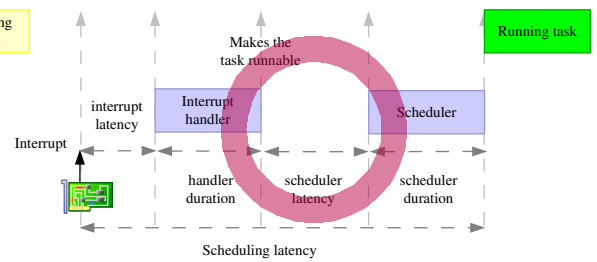 ng
Running task
Makes the
task runnable
interrupt
latency
Interrupt
handler
Scheduler
Interrupt
handler
duration
scheduler
latency
scheduler
duration
Scheduling latency